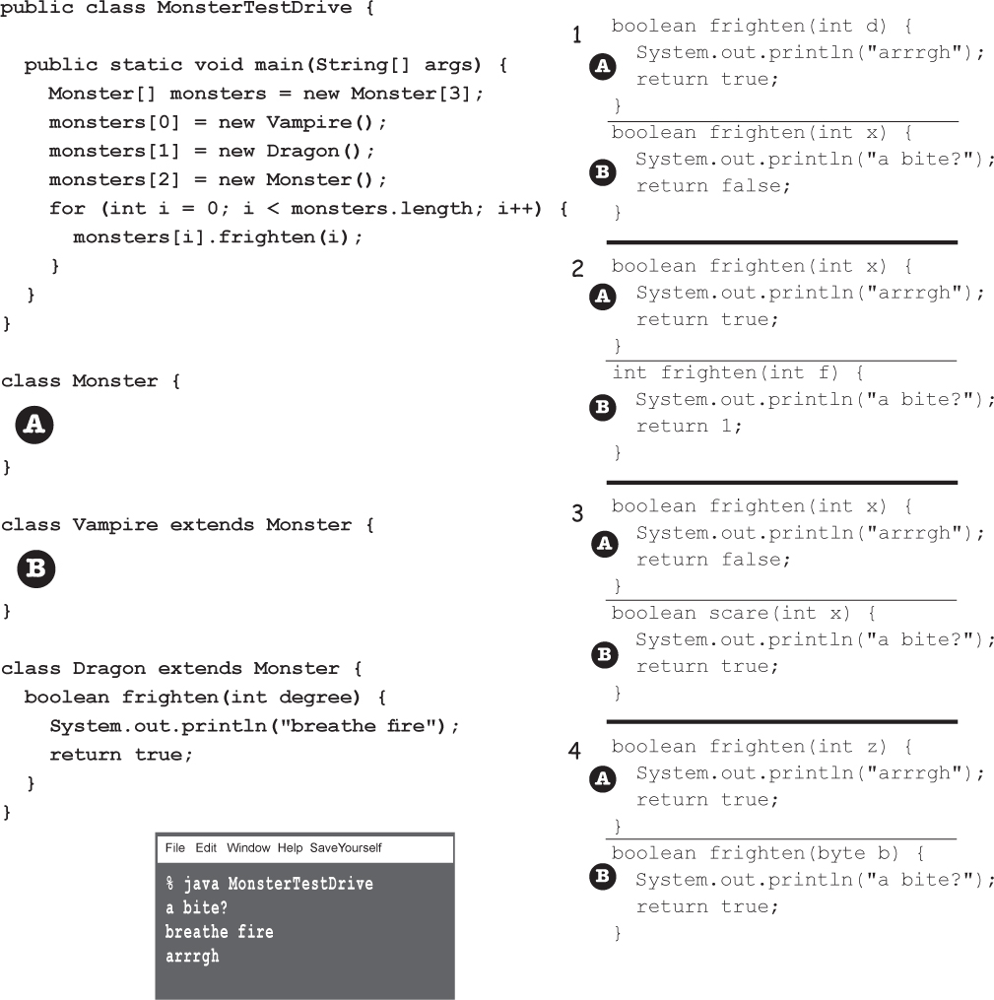 public class MonsterTestDrive {
public static void main(String[] args) {
Monster[] monsters = new Monster[3];
monsters[0] = new Vampire();
monsters[1] = new Dragon();
monsters[2] = new Monster();
for (int i = 0; i < monsters.length; i++) {
monsters[i].frighten(i);
}
}
}
class Monster {
A
}
class Vampire extends Monster {
B
}
class Dragon extends Monster {
boolean frighten(int degree) {
System.out.println("breathe fire");
return true;
}
}
File Edit Window Help SaveYourself
% java MonsterTestDrive
a bite?
breathe fire
arrrgh
1
A
boolean frighten(int d) {
System.out.println("arrrgh");
return true;
}
B
boolean frighten(int x) {
System.out.println("a bite?");
return false;
}
2
A
boolean frighten(int x) {
System.out.println("arrrgh");
return true;
}
B
int frighten(int f) {
System.out.println("a bite?");
return 1;
}
3
A
boolean frighten(int x) {
System.out.println("arrrgh");
return false;
}
B
boolean scare(int x) {
System.out.println("a bite?");
return true;
}
4
A
boolean frighten(int z) {
System.out.println("arrrgh");
return true;
}
B
boolean frighten(byte b) {
System.out.println("a bite?");
return true;
}